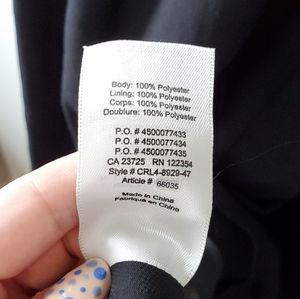 Body: 100% Polyester
Lining: 100% Polyester
Corps: 100% Polyester
Doublure: 100% Polyester
P.O. # 4500077433
P.O. # 4500077434
P.O. # 4500077435
CA 23725 RN 122354
Style # CRL4-8929-47
Article # 66035
Made in China
Fabriqué en Chine